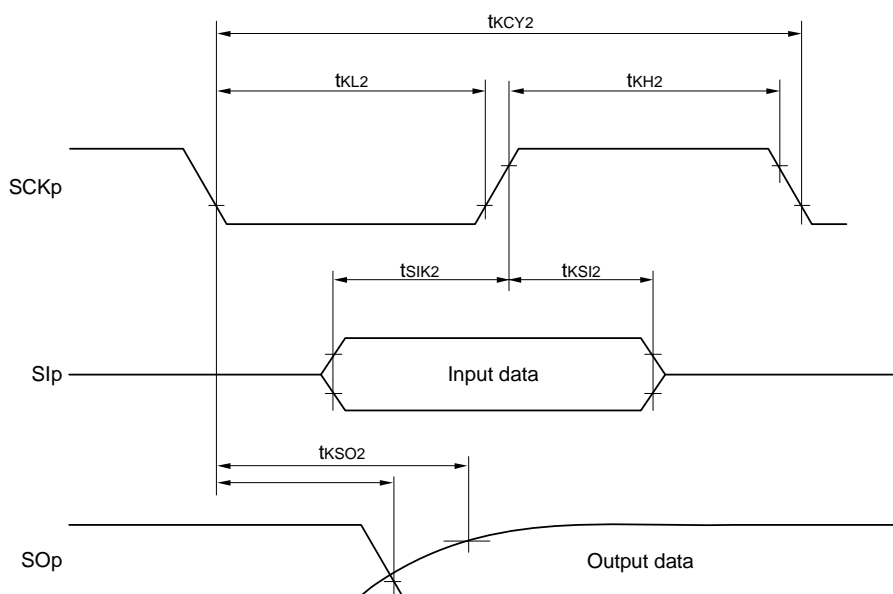 tKCY2
tKL2
tKH2
SCKp
tSIK2
tKSI2
SIp
Input data
tKSO2
SOp
Output data